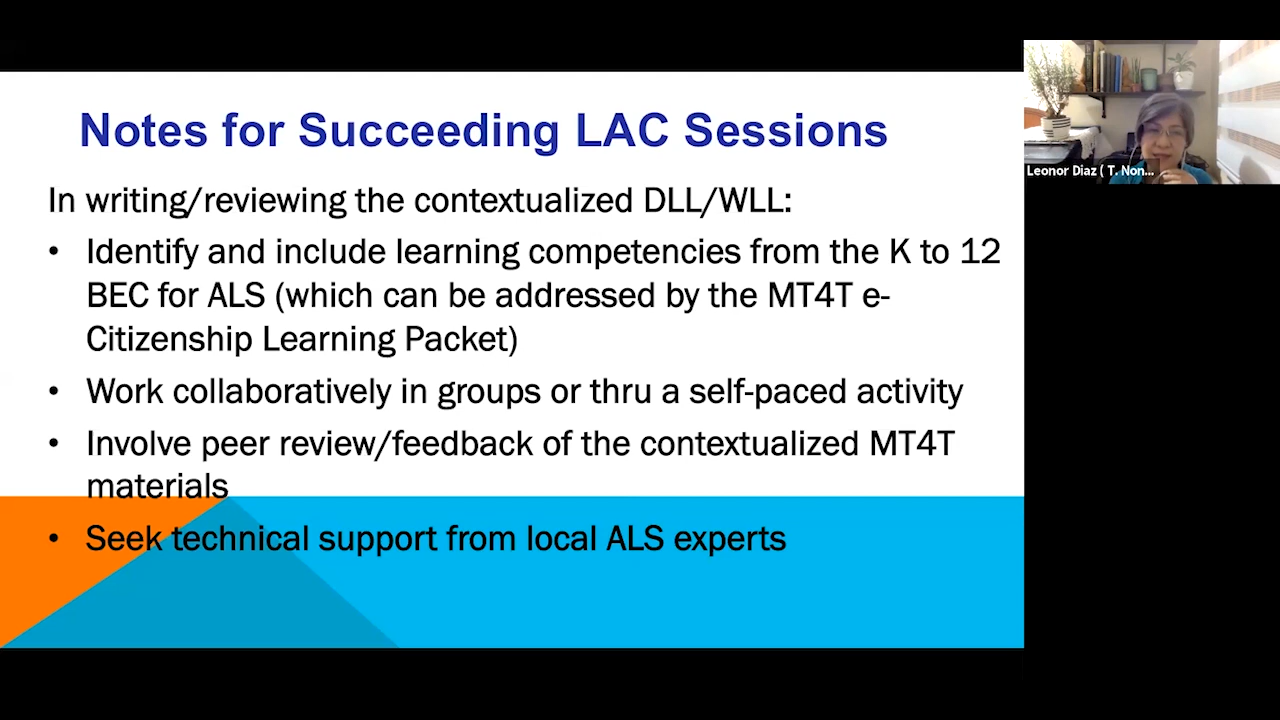 Notes for Succeeding LAC Sessions
In writing/reviewing the contextualized DLL/WLL:
• Identify and include learning competencies from the K to 12
BEC for ALS (which can be addressed by the MT4T e-
Citizenship Learning Packet)
• Work collaboratively in groups or thru a self-paced activity
• Involve peer review/feedback of the contextualized MT4T
materials
• Seek technical support from local ALS experts
Leonor Diaz ( T. Non...